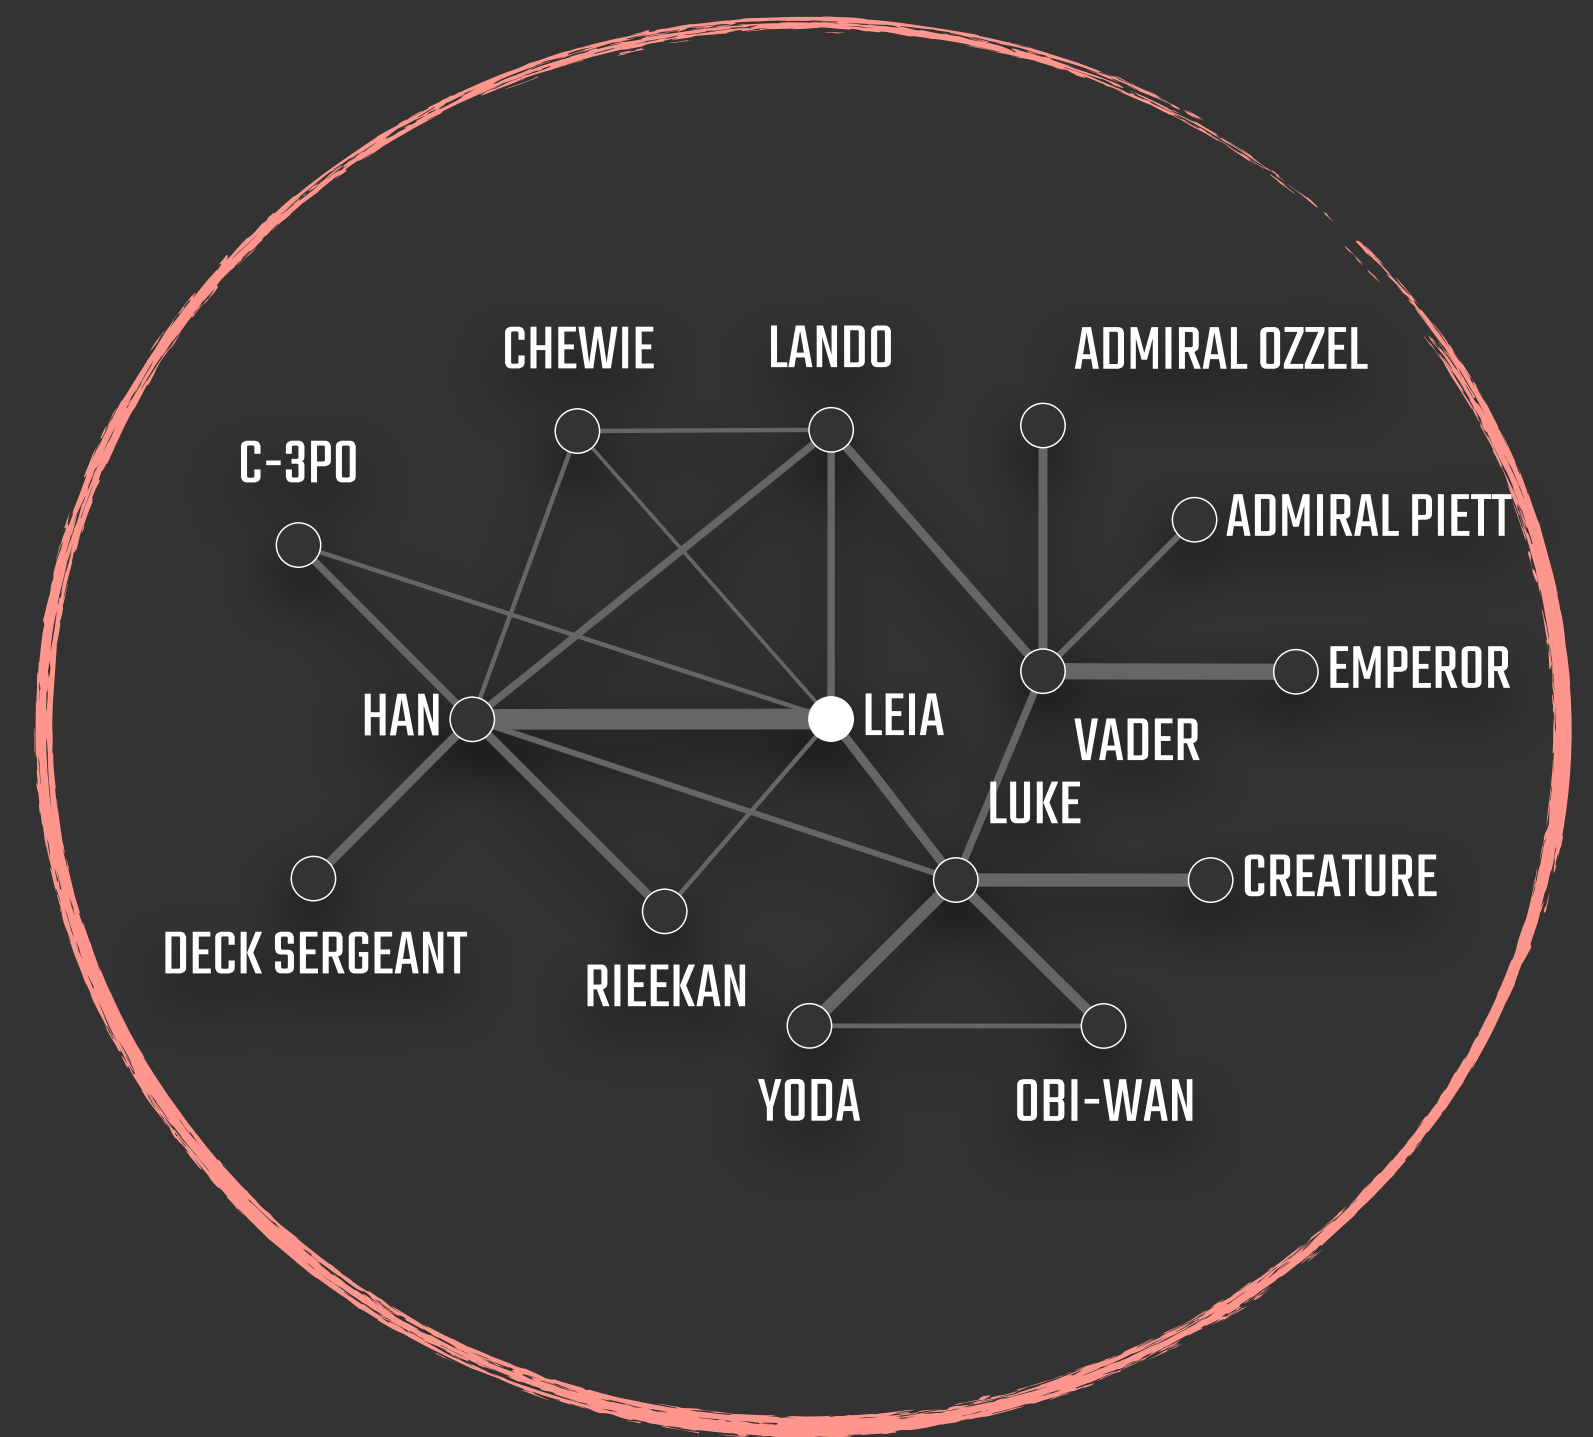 CHEWIE
LANDO
ADMIRAL OZZEL
C-3PO
ADMIRAL PIETT
EMPEROR
HAN
LEIA
VADER
LUKE
CREATURE
DECK SERGEANT
RIEEKAN
YODA
OBI-WAN